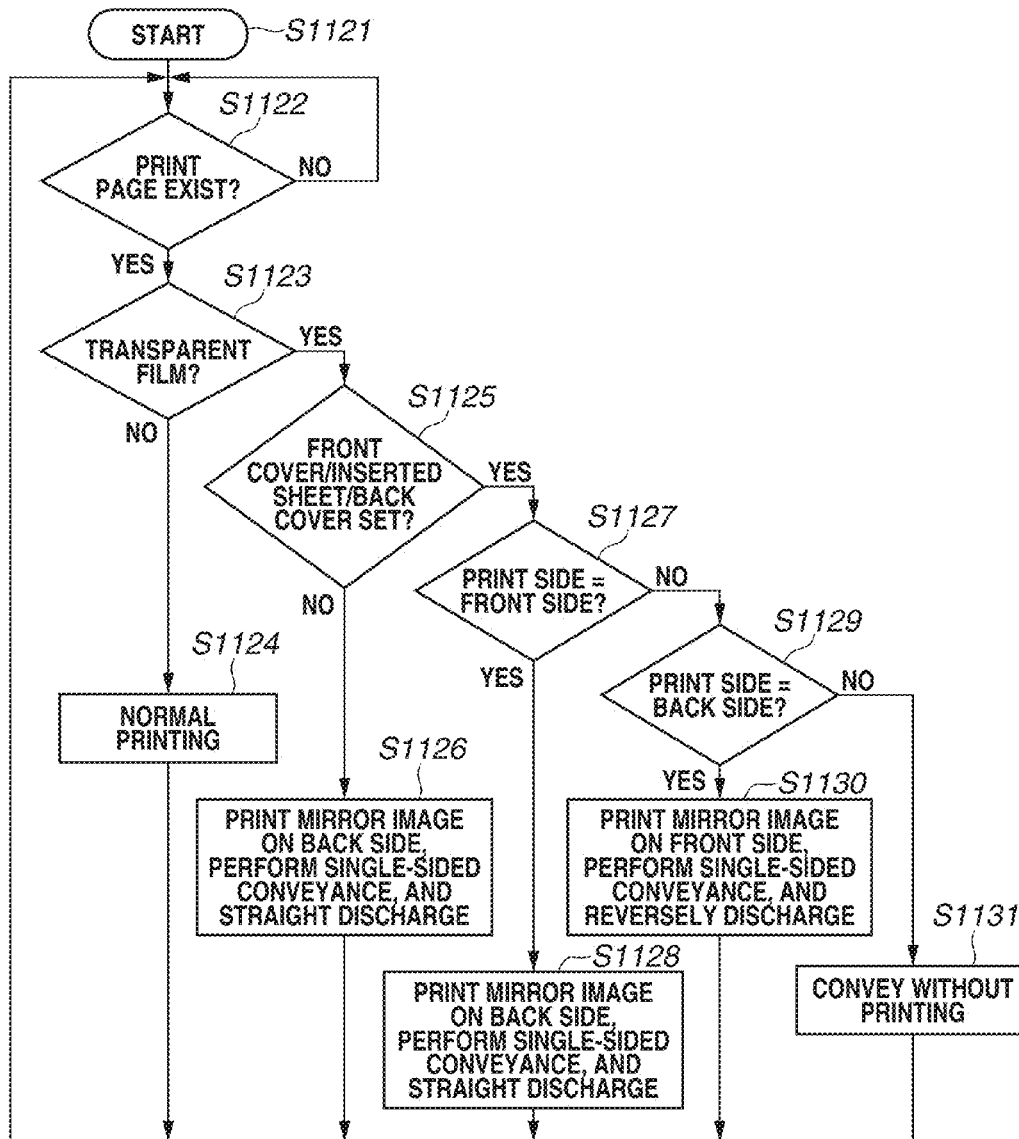 START
S1121
S1122
PRINT
PAGE EXIST?
NO
YES
S1123
TRANSPARENT
FILM?
YES
NO
S1125
FRONT
COVER/INSERTED
SHEET/BACK
COVER SET?
YES
NO
S1127
PRINT SIDE =
FRONT SIDE?
NO
YES
S1129
PRINT SIDE =
BACK SIDE?
NO
YES
S1124
NORMAL
PRINTING
S1126
PRINT MIRROR IMAGE
ON BACK SIDE,
PERFORM SINGLE-SIDED
CONVEYANCE, AND
STRAIGHT DISCHARGE
S1130
PRINT MIRROR IMAGE
ON FRONT SIDE,
PERFORM SINGLE-SIDED
CONVEYANCE, AND
REVERSELY DISCHARGE
S1128
PRINT MIRROR IMAGE
ON BACK SIDE,
PERFORM SINGLE-SIDED
CONVEYANCE, AND
STRAIGHT DISCHARGE
S1131
CONVEY WITHOUT
PRINTING